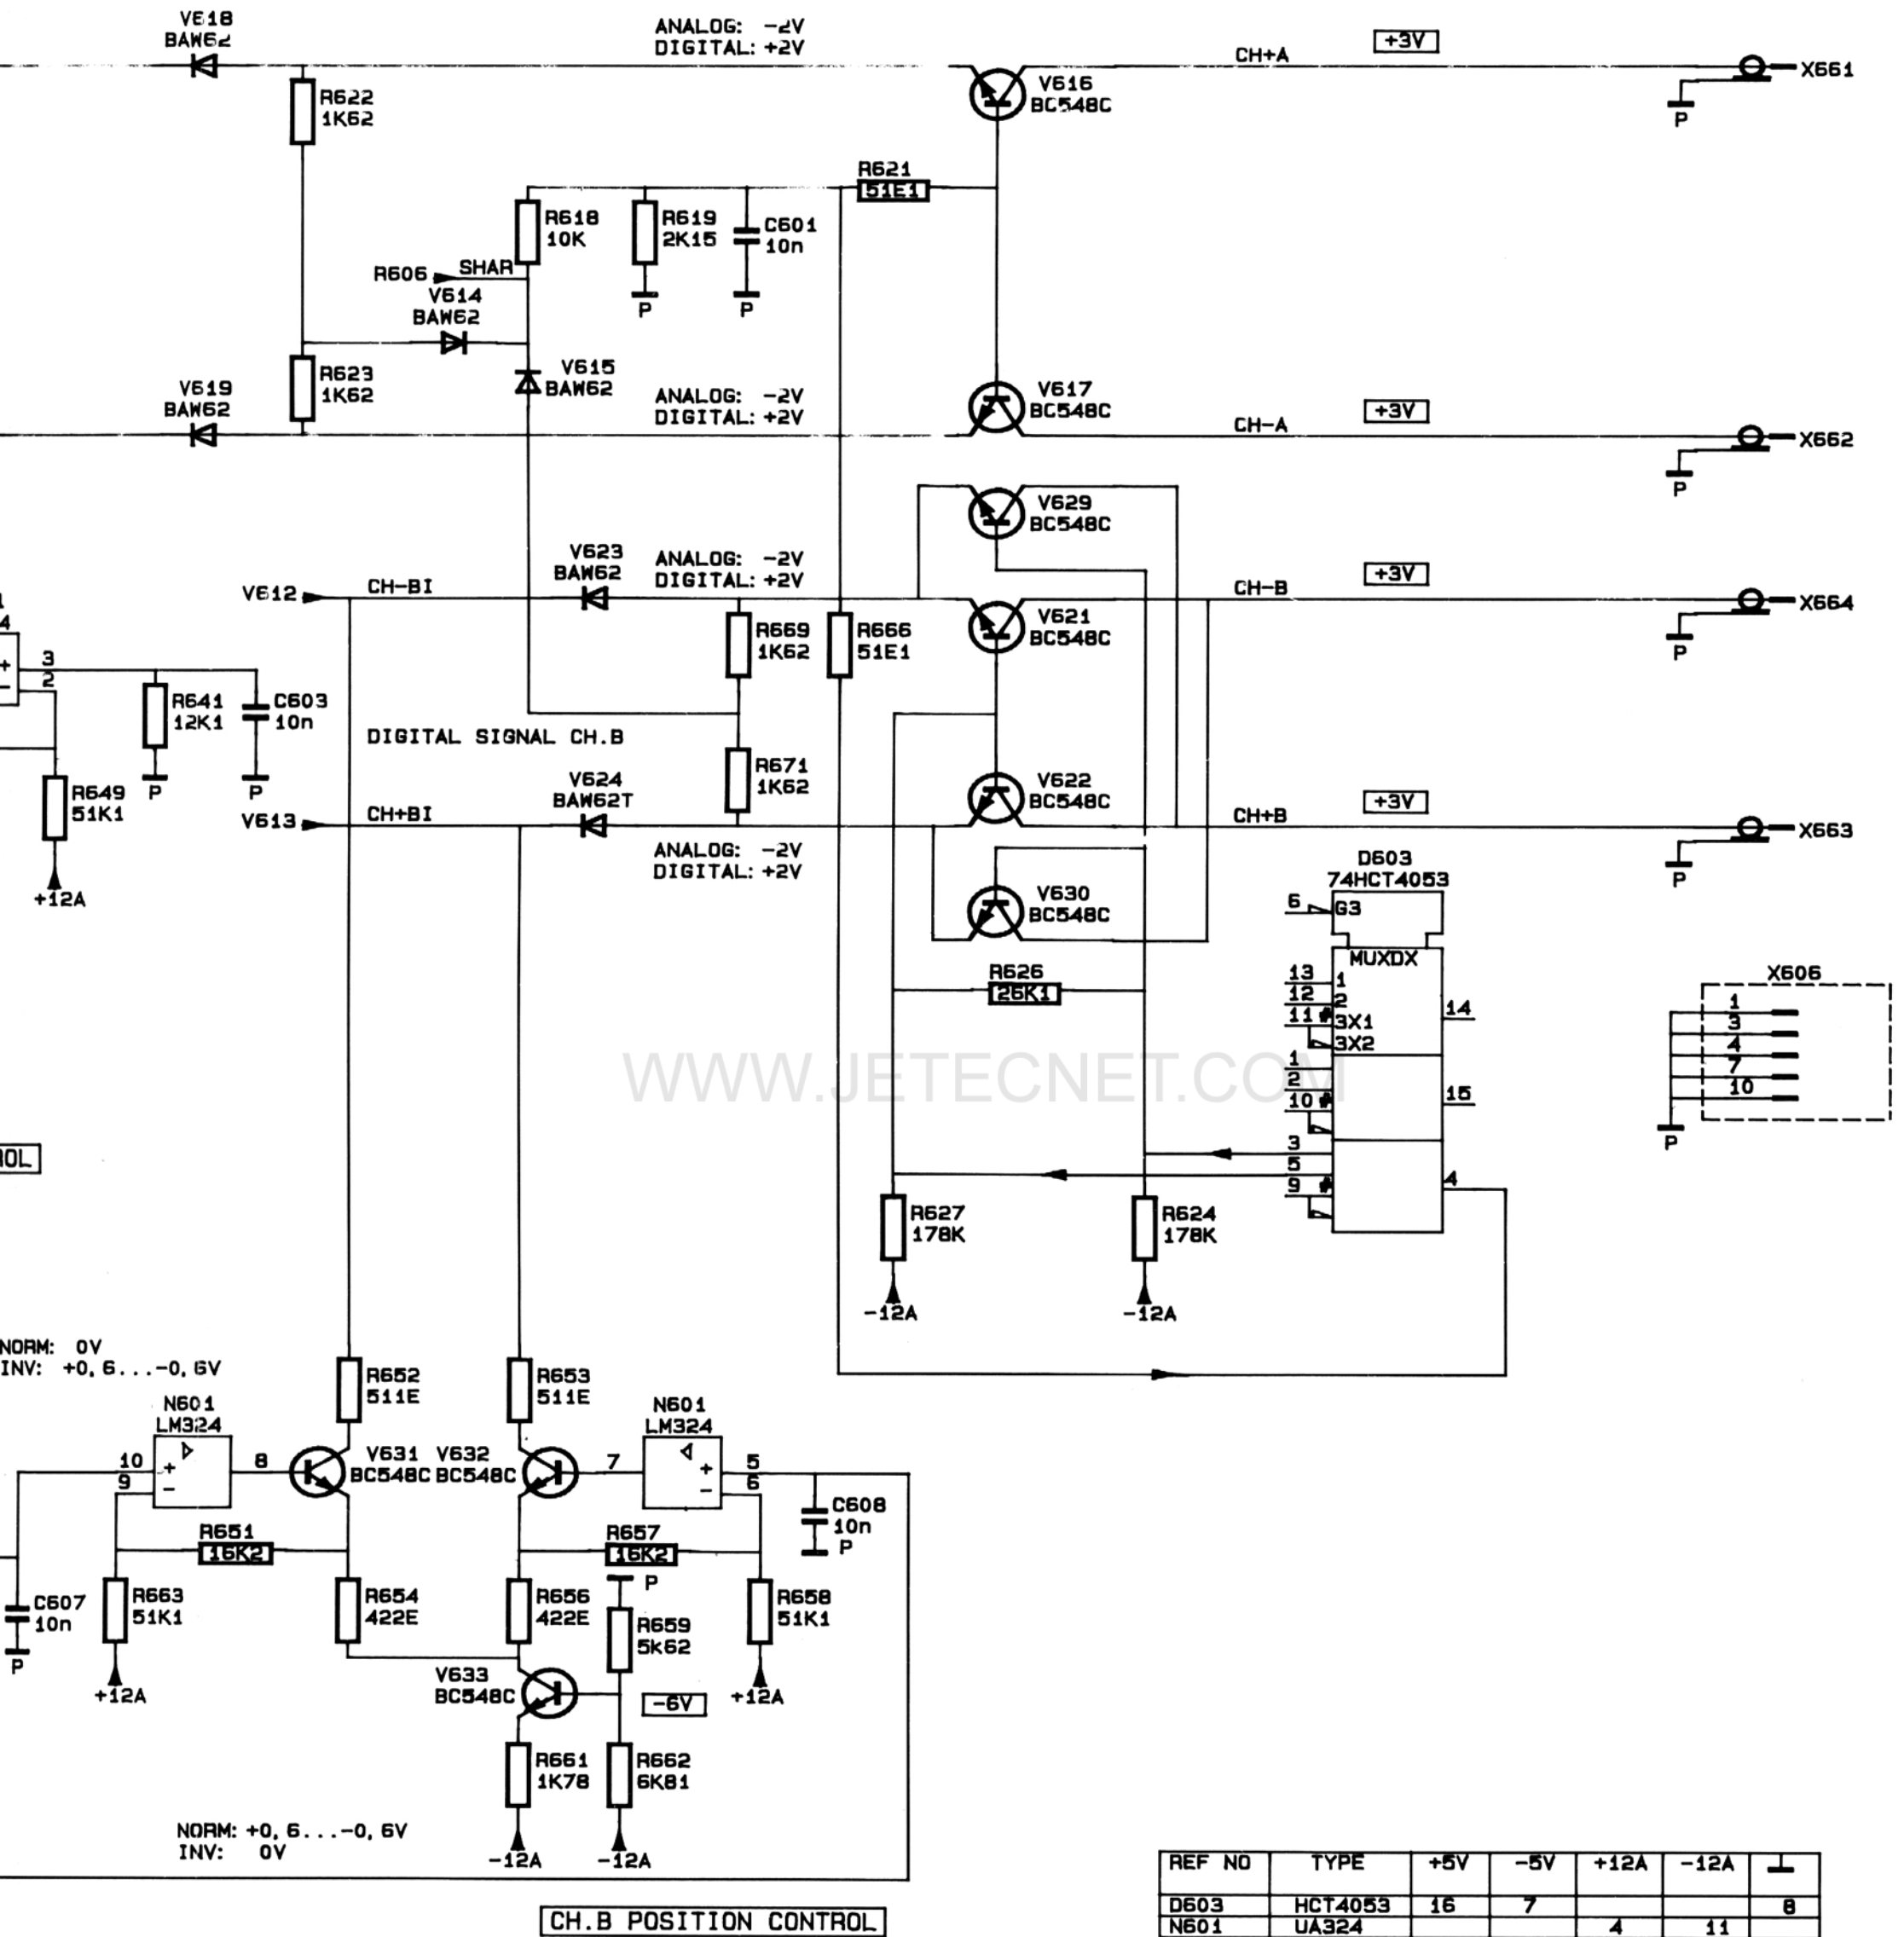 V618
BAW62
ANALOG: -2V
DIGITAL: +2V
CH+A
+3V
X661
P
V616
BC548C
R622
1K62
R621
51E1
R618
10K
R619
2K15
C601
10n
R606
SHAR
P
P
V614
BAW62
R623
1K62
V615
BAW62
V619
BAW62
ANALOG: -2V
DIGITAL: +2V
V617
BC548C
+3V
CH-A
X662
P
V629
BC548C
V623
BAW62
ANALOG: -2V
DIGITAL: +2V
+3V
V612
CH-BI
CH-B
X664
P
4
V621
BC548C
R669
1K62
R666
51E1
+
-
3
2
R641
12K1
C603
10n
DIGITAL SIGNAL CH.B
R649
51K1
P
P
V624
BAW62T
R671
1K62
V622
BC548C
+3V
V613
CH+BI
CH+B
X663
P
ANALOG: -2V
DIGITAL: +2V
+12A
D603
74HCT4053
V630
BC548C
6
G3
MUXDX
R626
26K1
13
1
12
2
11
#
3X1
3X2
14
1
2
10
#
15
3
5
9
#
4
X606
1
3
4
7
10
P
WWW.JETECNET.COM
ROL
R627
178K
R624
178K
-12A
-12A
NORM: 0V
INV: +0,6...-0,6V
R652
511E
R653
511E
N601
LM324
N601
LM324
10
9
+
-
8
V631
BC548C
V632
BC548C
7
+
-
5
6
C608
10n
P
R651
16K2
R657
16K2
P
C607
10n
P
R663
51K1
R654
422E
R656
422E
R659
5k62
R658
51K1
+12A
V633
BC548C
-6V
+12A
R661
1K78
R662
6K81
NORM: +0,6...-0,6V
INV: 0V
-12A
-12A
CH.B POSITION CONTROL
REF NO TYPE +5V -5V +12A -12A
D603 HCT4053 16 7 8
N601 UA324 4 11